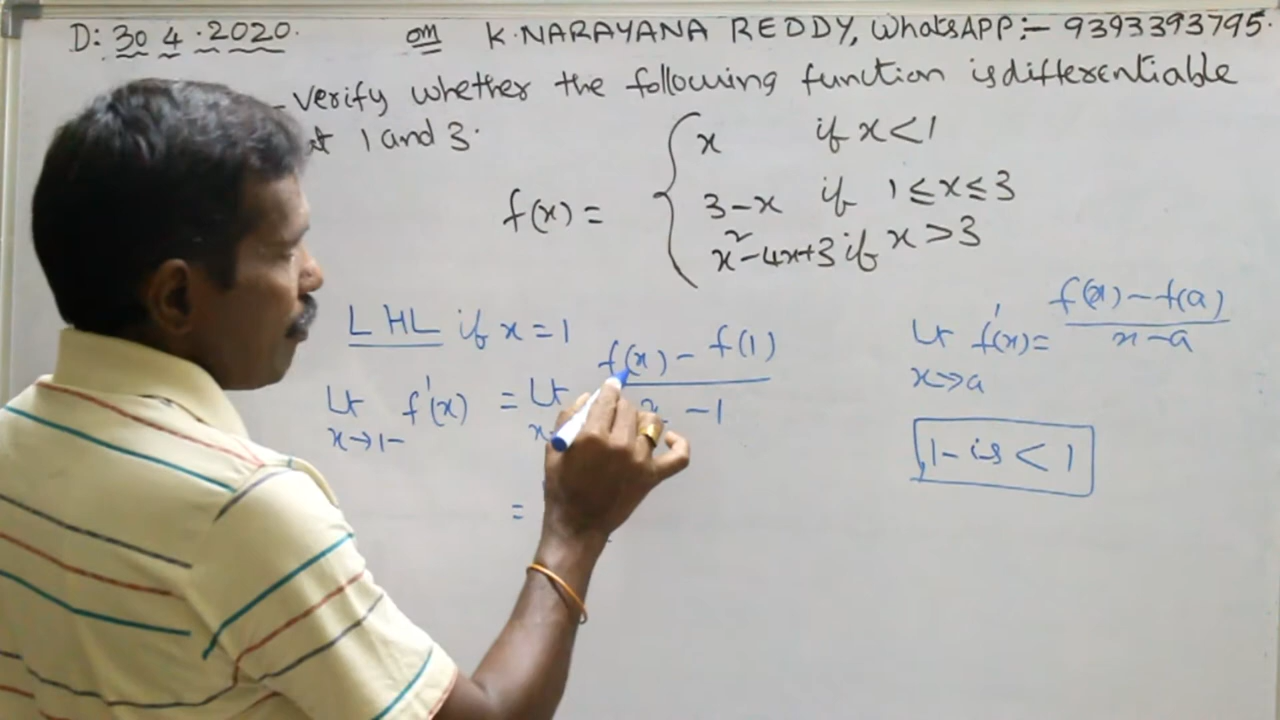 D: 30 4 .2020. om K. NARAYANA REDDY, WhatsAPP:- 9393393795.
- verify whether the following function is differentiable
at 1 and 3.
f(x) = { x if x < 1
3-x if 1 ≤ x ≤ 3
x²-4x+3 if x > 3
LHL if x = 1
Lt x→1- f'(x) = Lt f(x) - f(1) / x - 1
=
Lt x→a f'(x) = f(x) - f(a) / x - a
1- is < 1